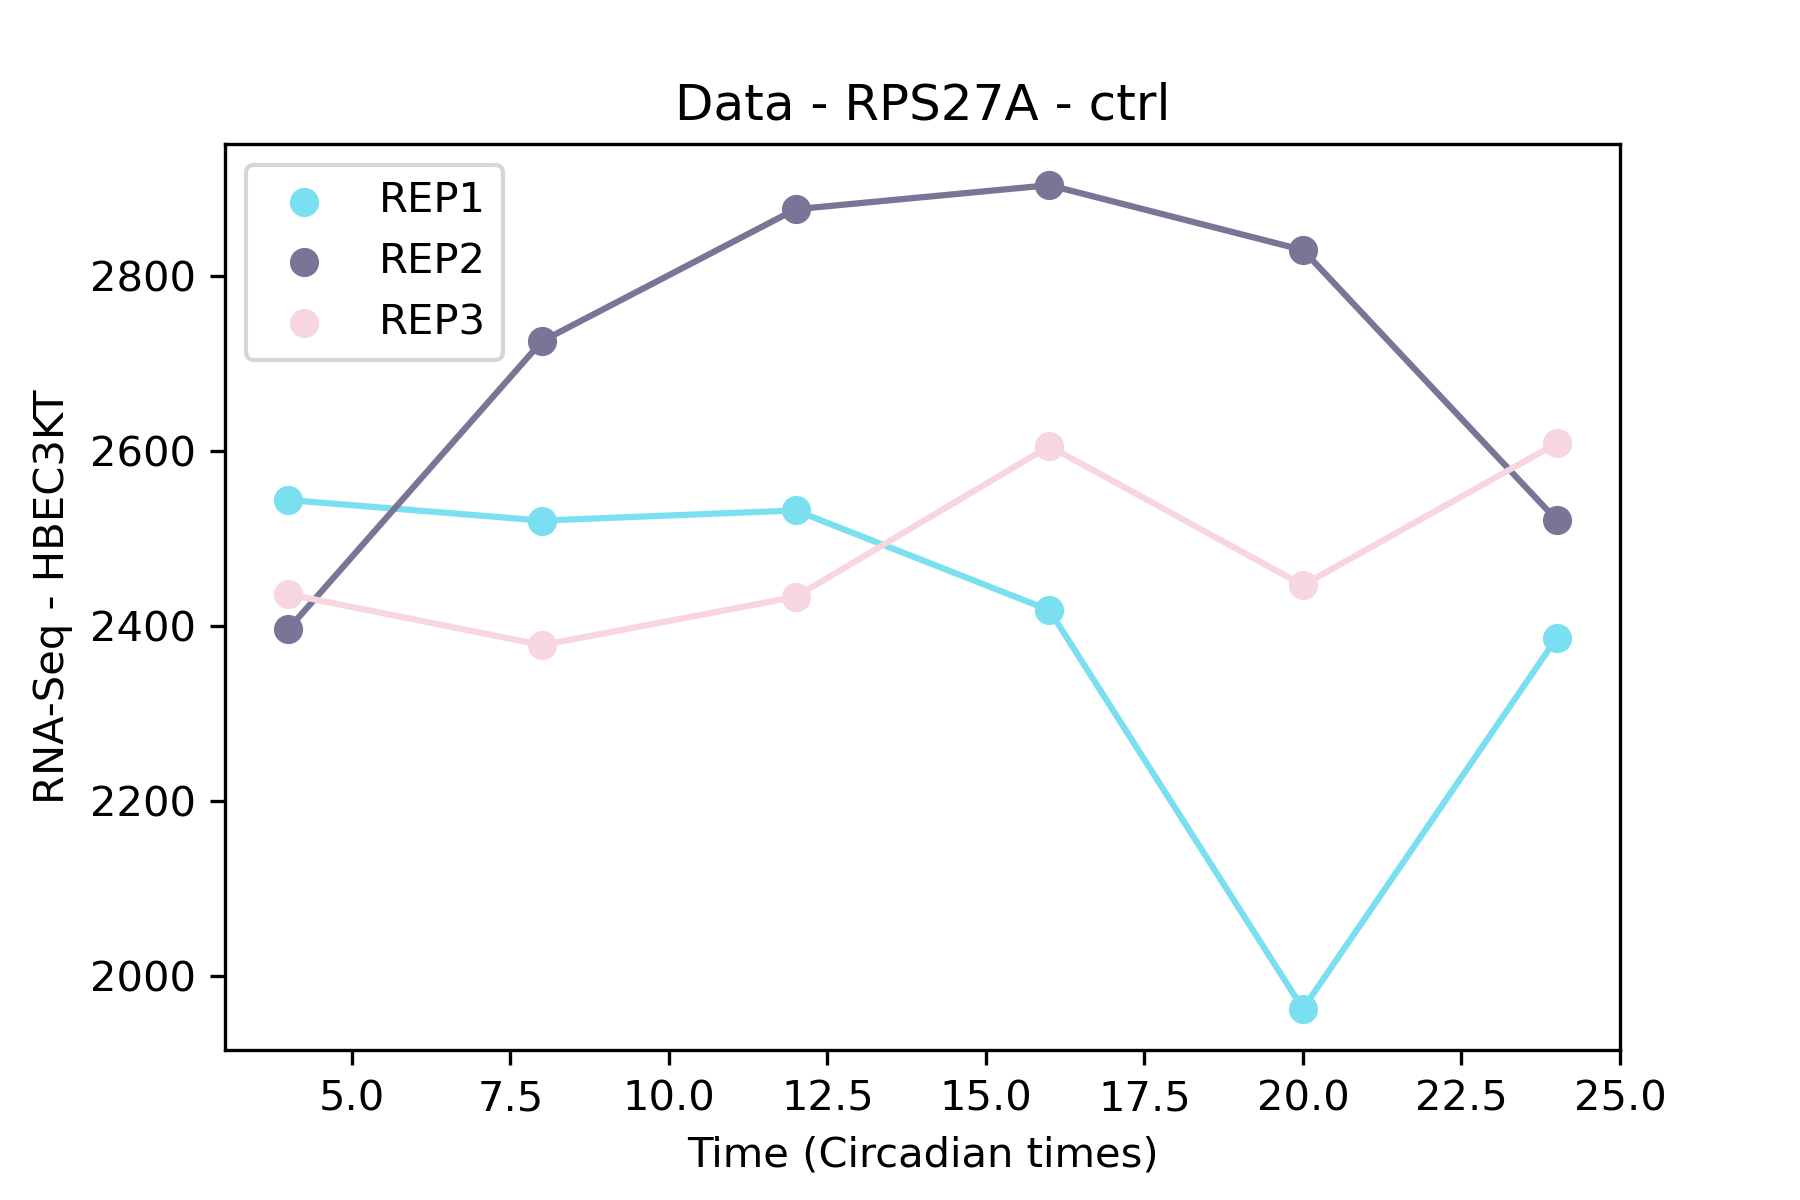 Data - RPS27A - ctrl
REP1
REP2
REP3
RNA-Seq - HBEC3KT
2800
2600
2400
2200
2000
5.0 7.5 10.0 12.5 15.0 17.5 20.0 22.5 25.0
Time (Circadian times)